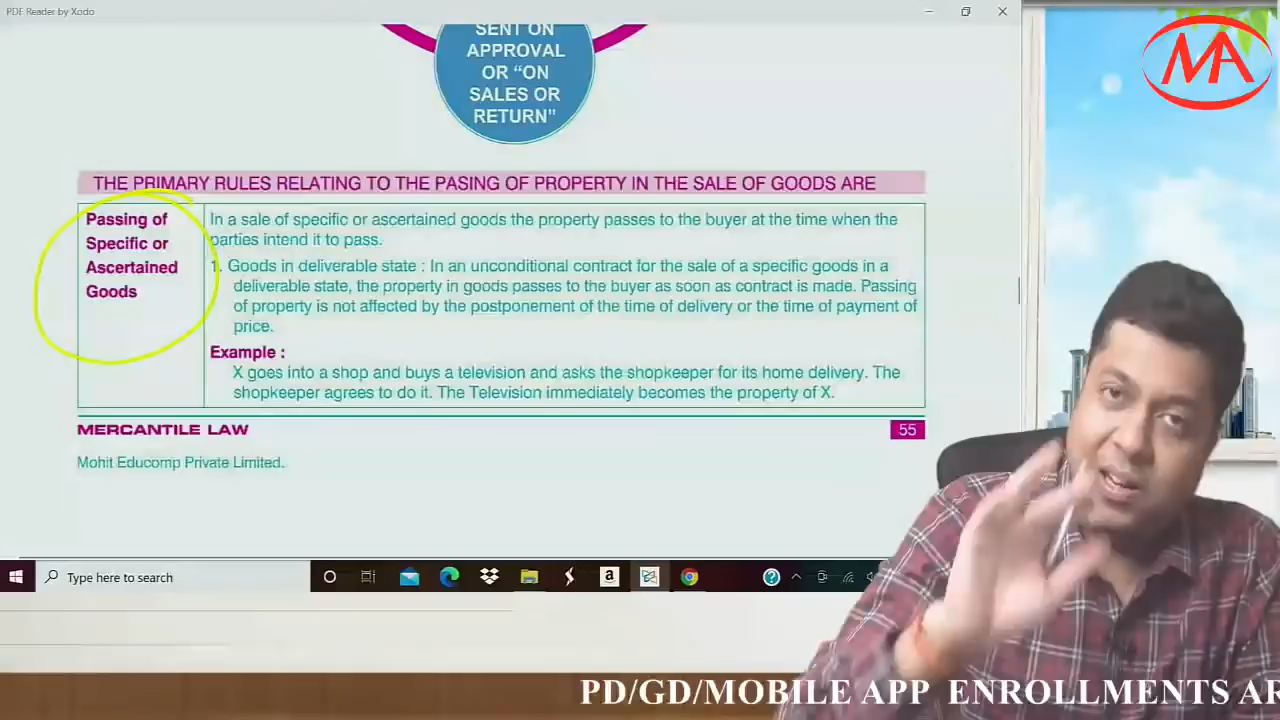 PDF Reader by Xodo
MA
SENT ON
APPROVAL
OR “ON
SALES OR
RETURN”
THE PRIMARY RULES RELATING TO THE PASING OF PROPERTY IN THE SALE OF GOODS ARE
Passing of
Specific or
Ascertained
Goods
In a sale of specific or ascertained goods the property passes to the buyer at the time when the
parties intend it to pass.
1. Goods in deliverable state : In an unconditional contract for the sale of a specific goods in a
deliverable state, the property in goods passes to the buyer as soon as contract is made. Passing
of property is not affected by the postponement of the time of delivery or the time of payment of
price.
Example :
X goes into a shop and buys a television and asks the shopkeeper for its home delivery. The
shopkeeper agrees to do it. The Television immediately becomes the property of X.
MERCANTILE LAW
55
Mohit Educomp Private Limited.
Type here to search
PD/GD/MOBILE APP ENROLLMENTS AR